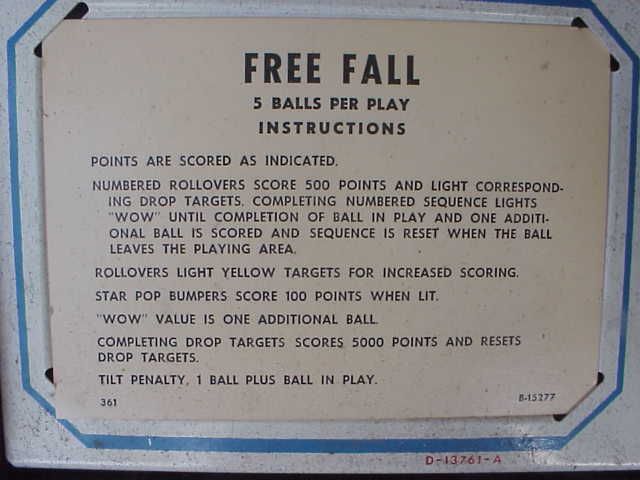 FREE FALL
5 BALLS PER PLAY
INSTRUCTIONS
POINTS ARE SCORED AS INDICATED.
NUMBERED ROLLOVERS SCORE 500 POINTS AND LIGHT CORRESPOND-
ING DROP TARGETS. COMPLETING NUMBERED SEQUENCE LIGHTS
"WOW" UNTIL COMPLETION OF BALL IN PLAY AND ONE ADDITI-
ONAL BALL IS SCORED AND SEQUENCE IS RESET WHEN THE BALL
LEAVES THE PLAYING AREA.
ROLLOVERS LIGHT YELLOW TARGETS FOR INCREASED SCORING.
STAR POP BUMPERS SCORE 100 POINTS WHEN LIT.
"WOW" VALUE IS ONE ADDITIONAL BALL.
COMPLETING DROP TARGETS SCORES 5000 POINTS AND RESETS
DROP TARGETS.
TILT PENALTY, 1 BALL PLUS BALL IN PLAY.
361 B-15277
D-13761-A